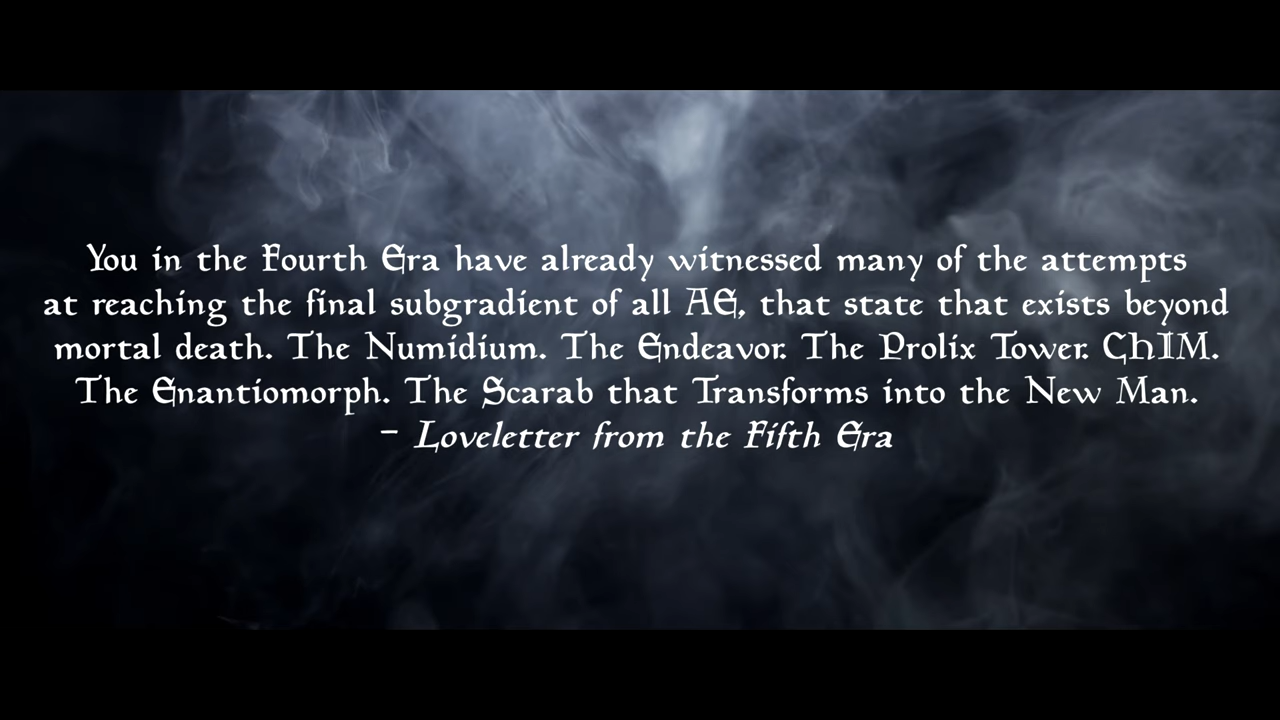 You in the Fourth Era have already witnessed many of the attempts
at reaching the final subgradient of all AE, that state that exists beyond
mortal death. The Numidium. The Endeavor. The Prolix Tower. CHIM.
The Enantiomorph. The Scarab that Transforms into the New Man.
- Loveletter from the Fifth Era